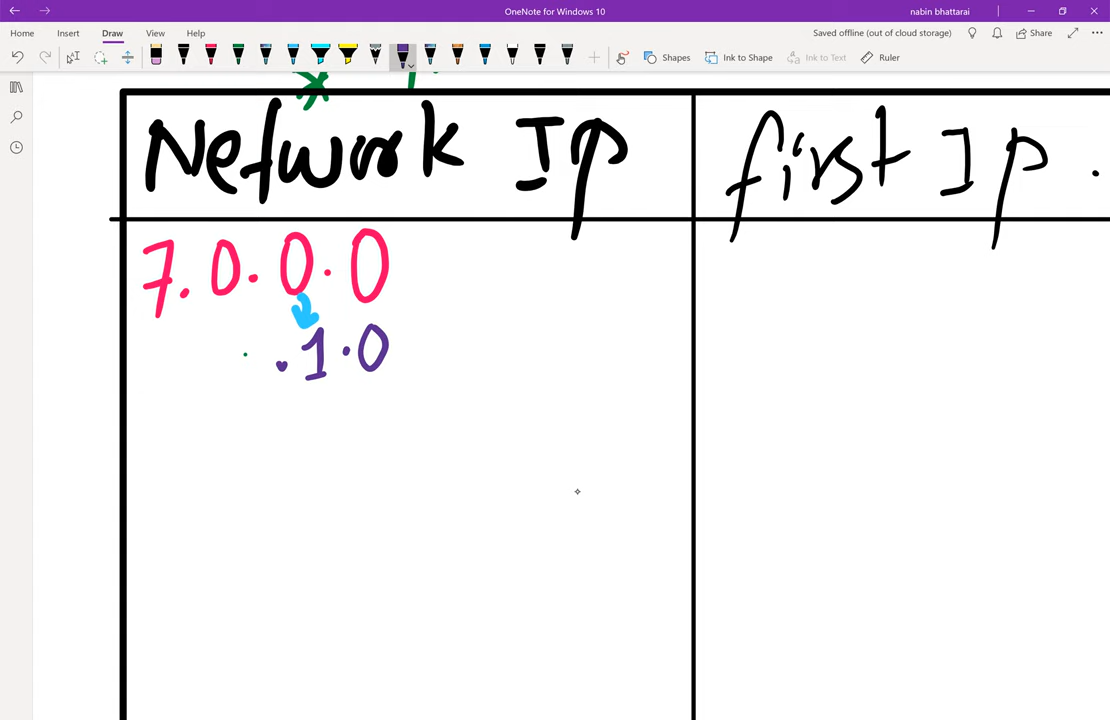 OneNote for Windows 10
nabin bhattarai
Home Insert Draw View Help
Saved offline (out of cloud storage)
Share
Shapes
Ink to Shape
Ink to Text
Ruler
Network Ip
first Ip .
7.0.0.0
.1.0